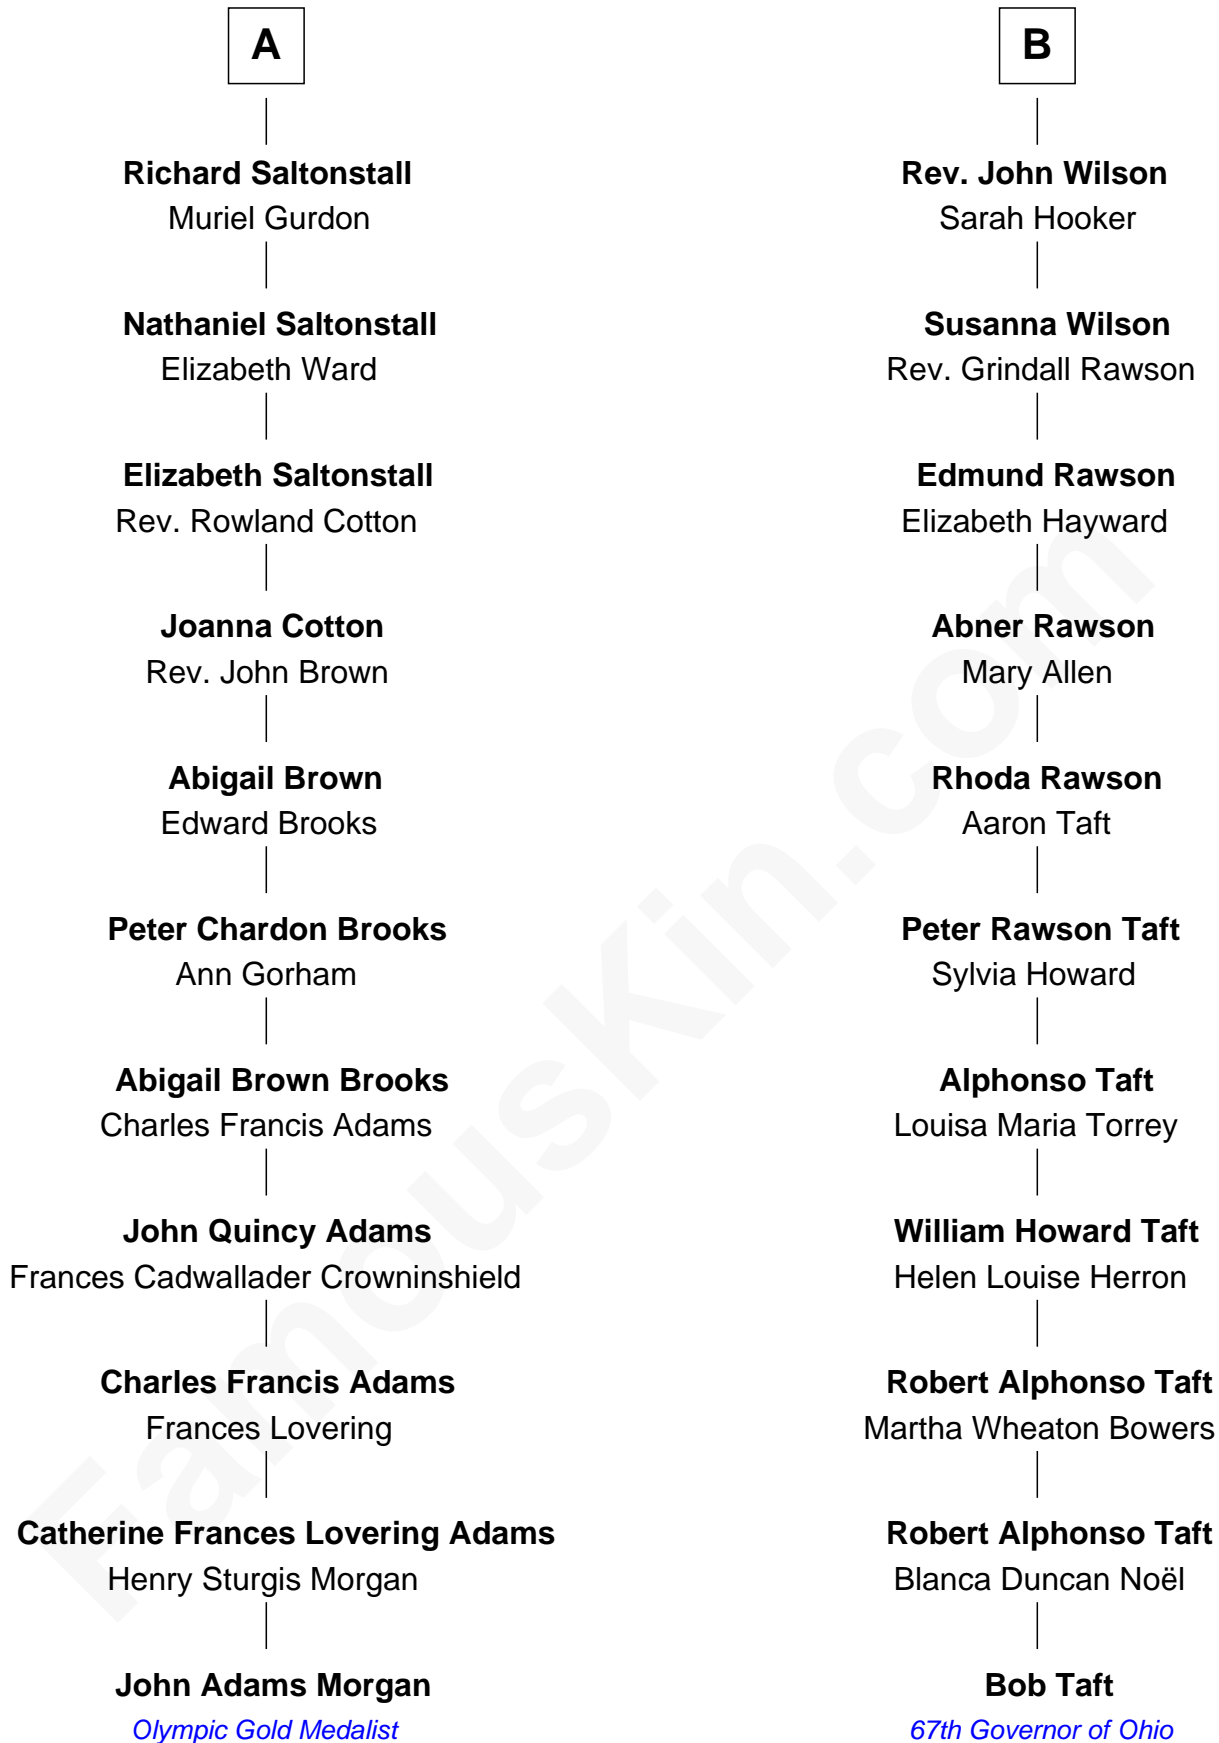 A
Richard Saltonstall
Muriel Gurdon
Nathaniel Saltonstall
Elizabeth Ward
Elizabeth Saltonstall
Rev. Rowland Cotton
Joanna Cotton
Rev. John Brown
Abigail Brown
Edward Brooks
Peter Chardon Brooks
Ann Gorham
Abigail Brown Brooks
Charles Francis Adams
John Quincy Adams
Frances Cadwallader Crowninshield
Charles Francis Adams
Frances Lovering
Catherine Frances Lovering Adams
Henry Sturgis Morgan
John Adams Morgan
Olympic Gold Medalist
B
Rev. John Wilson
Sarah Hooker
Susanna Wilson
Rev. Grindall Rawson
Edmund Rawson
Elizabeth Hayward
Abner Rawson
Mary Allen
Rhoda Rawson
Aaron Taft
Peter Rawson Taft
Sylvia Howard
Alphonso Taft
Louisa Maria Torrey
William Howard Taft
Helen Louise Herron
Robert Alphonso Taft
Martha Wheaton Bowers
Robert Alphonso Taft
Blanca Duncan Noël
Bob Taft
67th Governor of Ohio
FamousKin.com